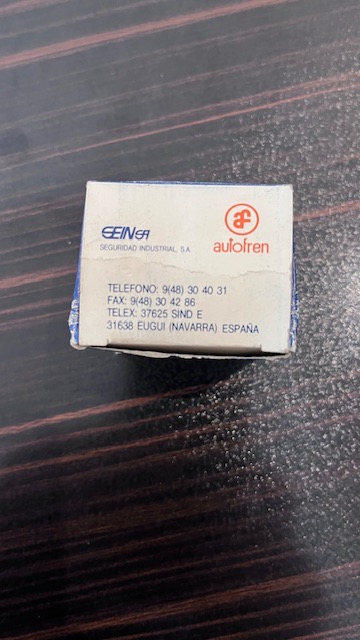 SEINSA
SEGURIDAD INDUSTRIAL, S.A.
af
autofren
TELEFONO: 9(48) 30 40 31
FAX: 9(48) 30 42 86
TELEX: 37625 SIND E
31638 EUGUI (NAVARRA) ESPAÑA